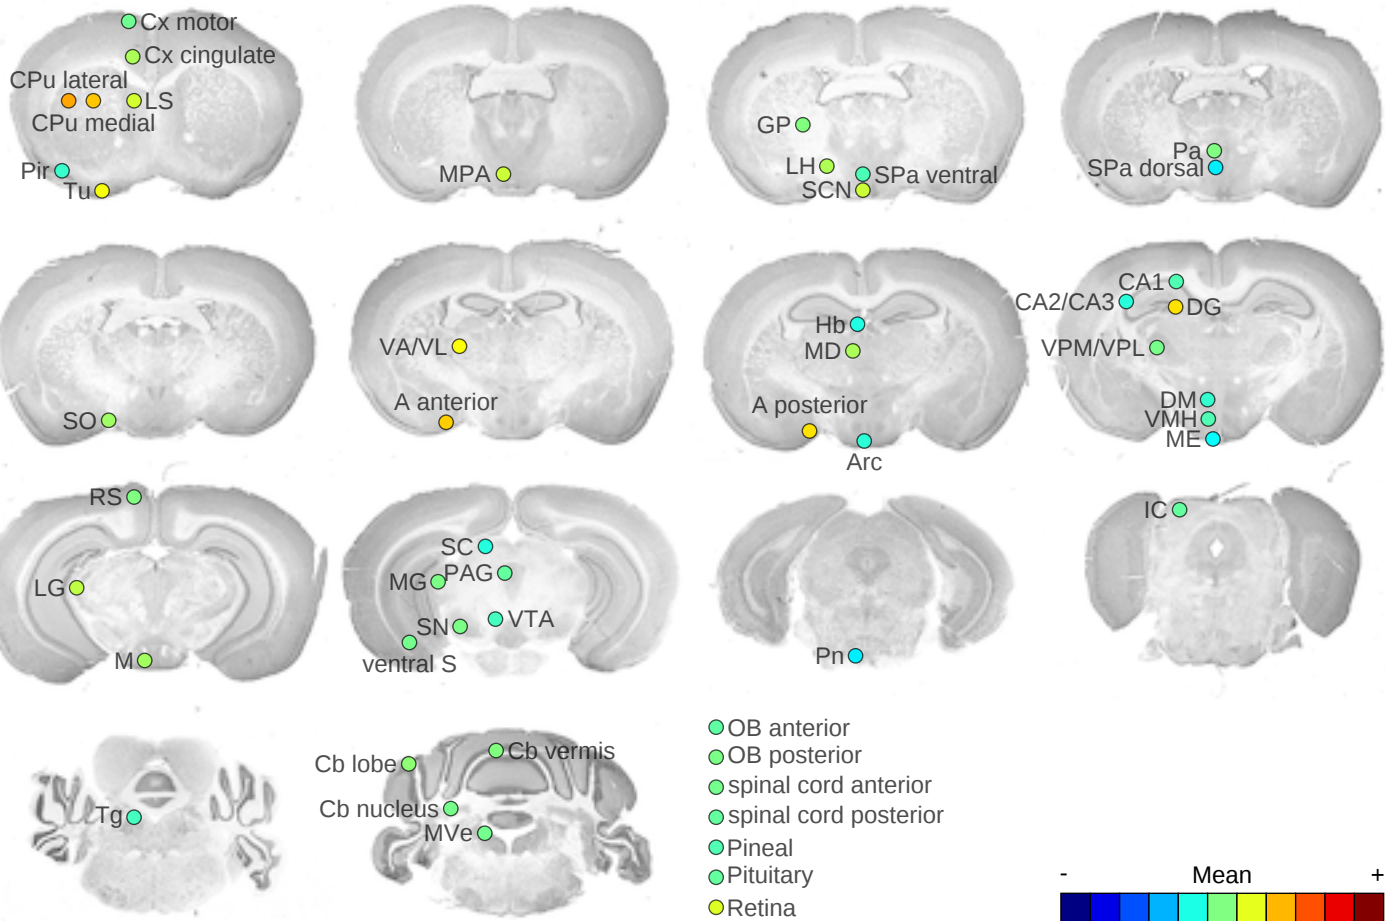 Cx motor
Cx cingulate
CPu lateral
LS
CPu medial
Pir
Tu
MPA
GP
LH
SPa ventral
SCN
Pa
SPa dorsal
SO
VA/VL
A anterior
Hb
MD
A posterior
Arc
CA1
CA2/CA3
DG
VPM/VPL
DM
VMH
ME
RS
LG
M
SC
PAG
MG
SN
VTA
ventral S
Pn
IC
Tg
Cb vermis
Cb lobe
Cb nucleus
MVe
OB anterior
OB posterior
spinal cord anterior
spinal cord posterior
Pineal
Pituitary
Retina
- Mean +